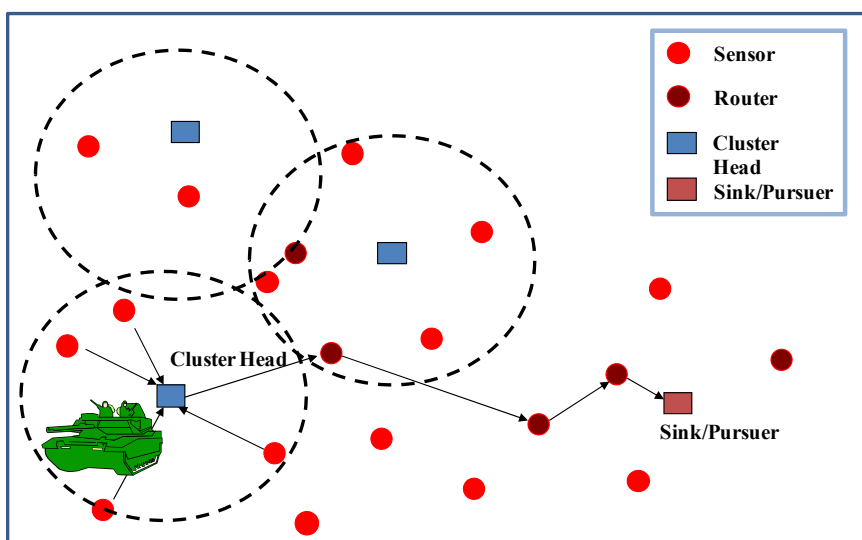 Sensor
Router
Cluster
Head
Sink/Pursuer
Cluster Head
Sink/Pursuer